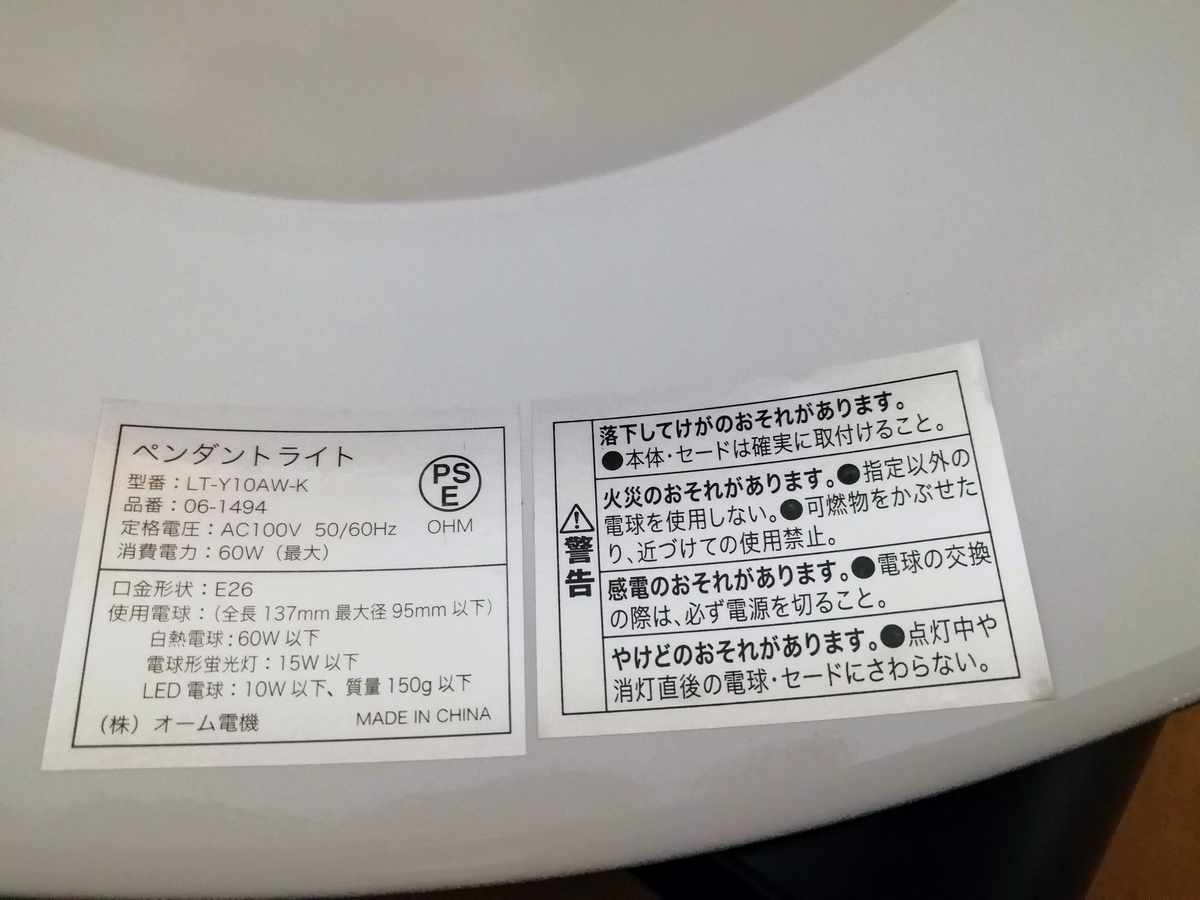 ペンダントライト
型番：LT-Y10AW-K
品番：06-1494
定格電圧：AC100V 50/60Hz
消費電力：60W（最大）
PS
E
OHM
口金形状：E26
使用電球：（全長 137mm 最大径 95mm 以下）
白熱電球：60W 以下
電球形蛍光灯：15W 以下
LED 電球：10W 以下、質量 150g 以下
（株）オーム電機 MADE IN CHINA
警告
落下してけがのおそれがあります。
●本体・セードは確実に取付けること。
火災のおそれがあります。●指定以外の
電球を使用しない。●可燃物をかぶせた
り、近づけての使用禁止。
感電のおそれがあります。●電球の交換
の際は、必ず電源を切ること。
やけどのおそれがあります。●点灯中や
消灯直後の電球・セードにさわらない。